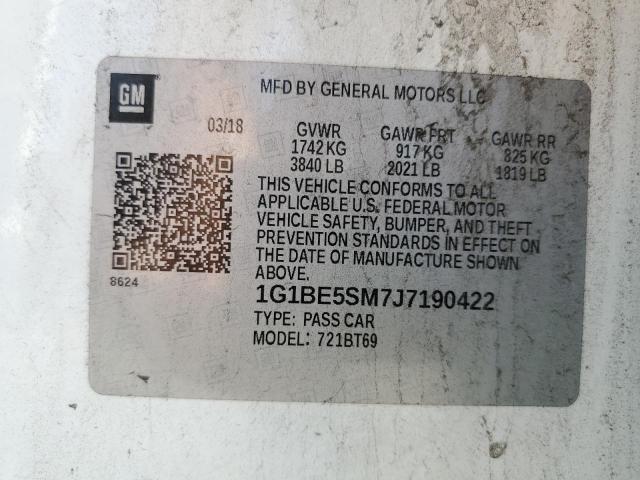 GM
MFD BY GENERAL MOTORS LLC
03/18
GVWR GAWR FRT GAWR RR
1742 KG 917 KG 825 KG
3840 LB 2021 LB 1819 LB
THIS VEHICLE CONFORMS TO ALL
APPLICABLE U.S. FEDERAL MOTOR
VEHICLE SAFETY, BUMPER, AND THEFT
PREVENTION STANDARDS IN EFFECT ON
THE DATE OF MANUFACTURE SHOWN
ABOVE.
8624
1G1BE5SM7J7190422
TYPE: PASS CAR
MODEL: 721BT69